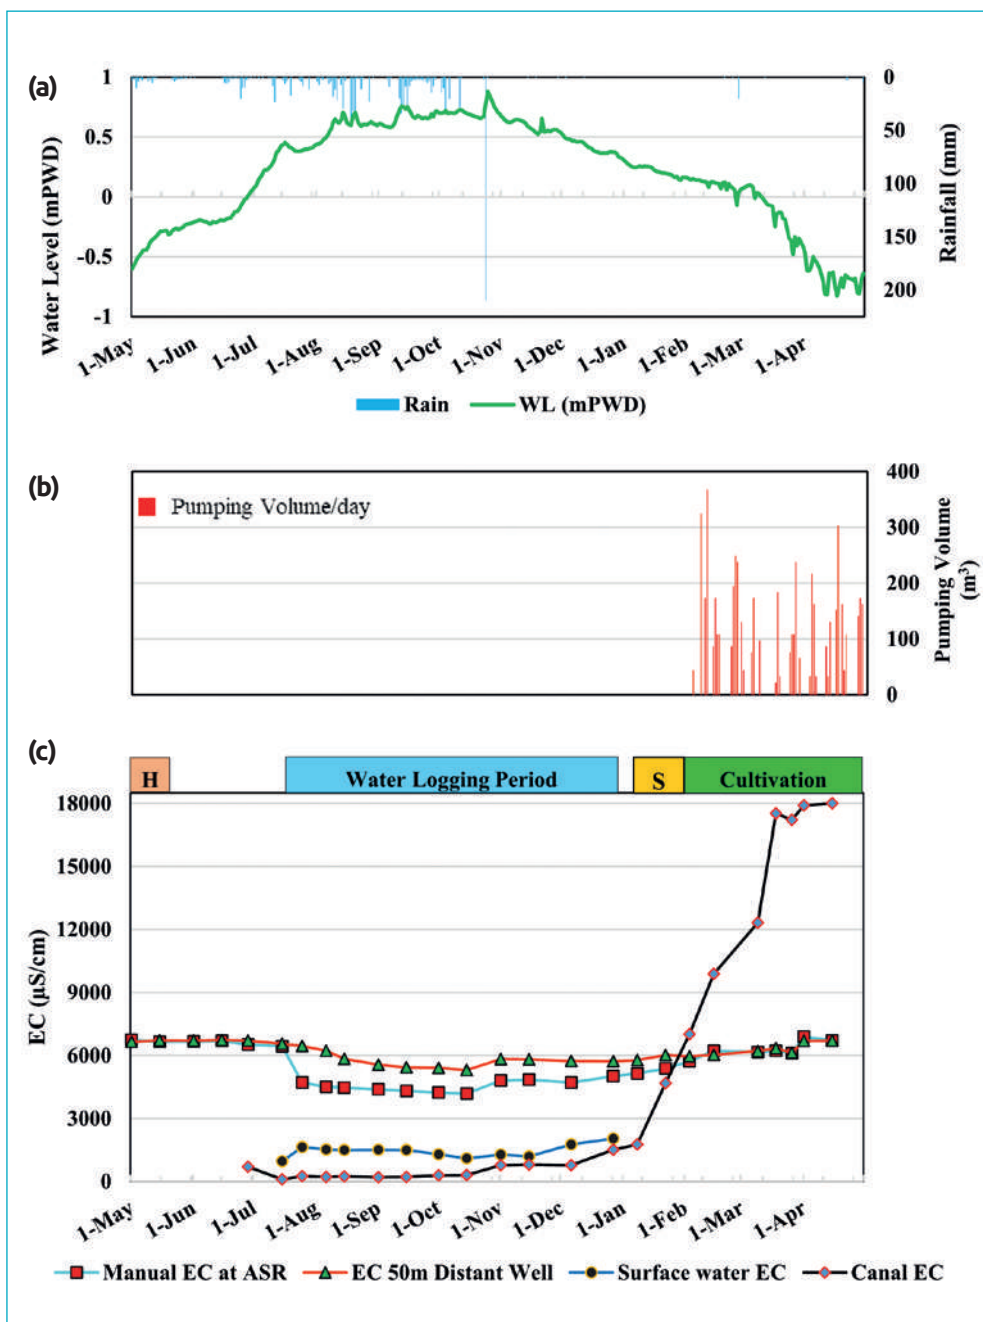 (a)
1
0.5
0
-0.5
-1
Water Level (mPWD)
0
50
100
150
200
Rainfall (mm)
1-May
1-Jun
1-Jul
1-Aug
1-Sep
1-Oct
1-Nov
1-Dec
1-Jan
1-Feb
1-Mar
1-Apr
Rain
WL (mPWD)
(b)
Pumping Volume/day
400
300
200
100
0
Pumping Volume
(m³)
(c)
H
Water Logging Period
S
Cultivation
18000
15000
12000
9000
6000
3000
0
EC (µS/cm)
1-May
1-Jun
1-Jul
1-Aug
1-Sep
1-Oct
1-Nov
1-Dec
1-Jan
1-Feb
1-Mar
1-Apr
Manual EC at ASR
EC 50m Distant Well
Surface water EC
Canal EC